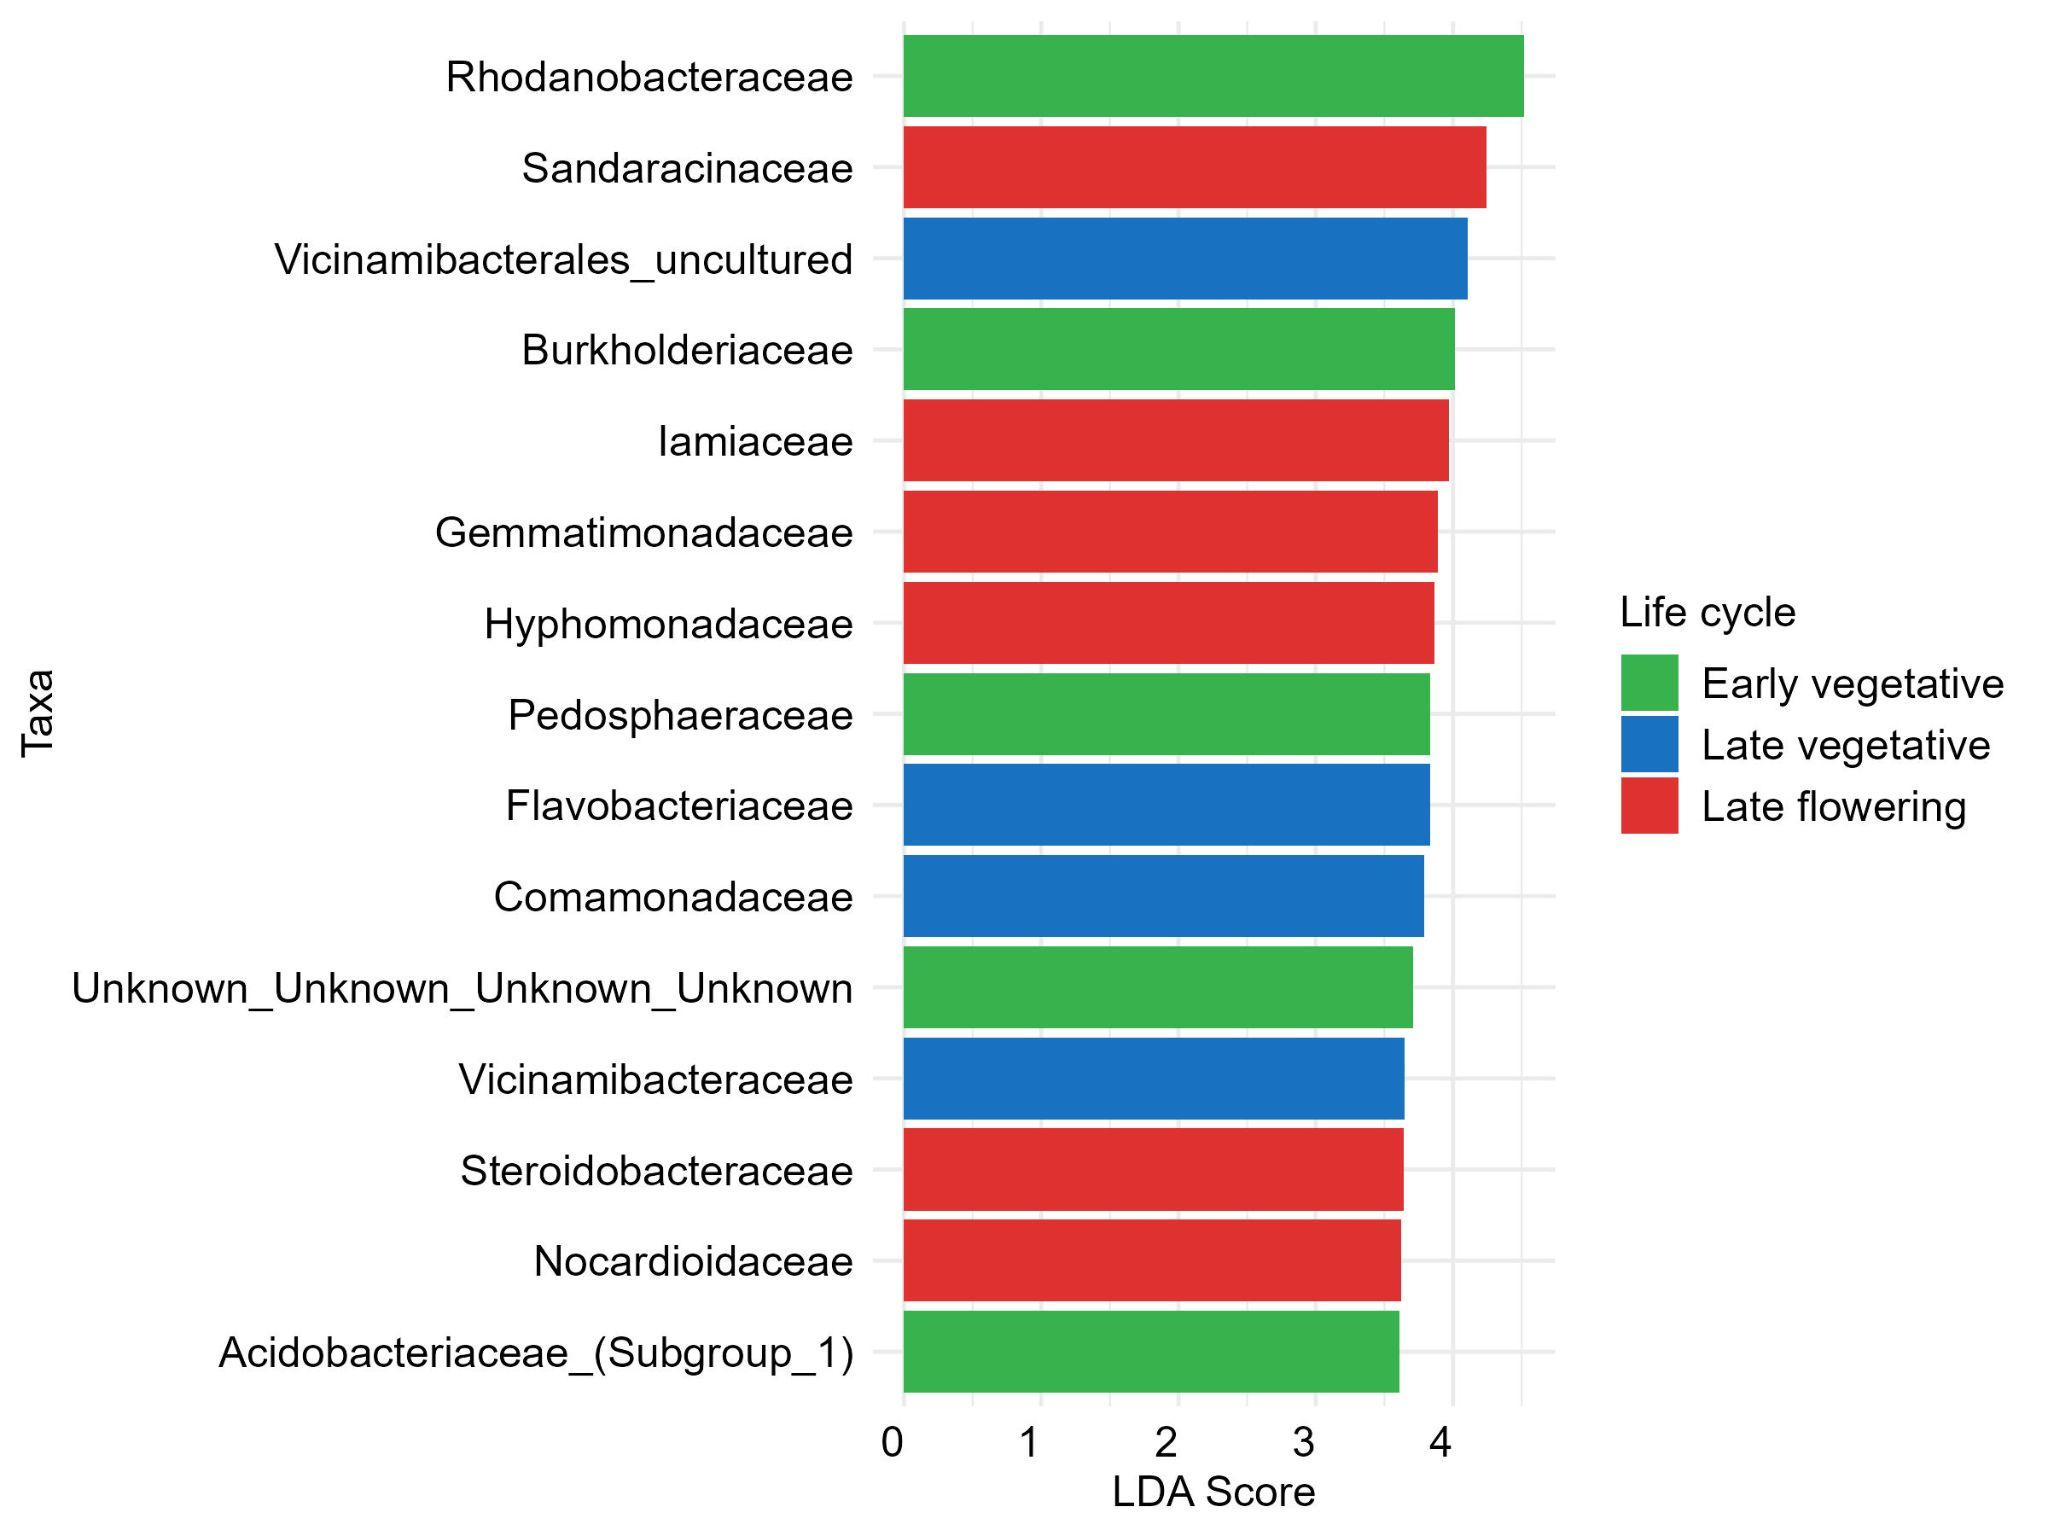 Rhodanobacteraceae
Sandaracinaceae
Vicinamibacterales_uncultured
Burkholderiaceae
Iamiaceae
Gemmatimonadaceae
Hyphomonadaceae
Pedosphaeraceae
Flavobacteriaceae
Comamonadaceae
Unknown_Unknown_Unknown_Unknown
Vicinamibacteraceae
Steroidobacteraceae
Nocardioidaceae
Acidobacteriaceae_(Subgroup_1)
Taxa
0 1 2 3 4
LDA Score
Life cycle
Early vegetative
Late vegetative
Late flowering